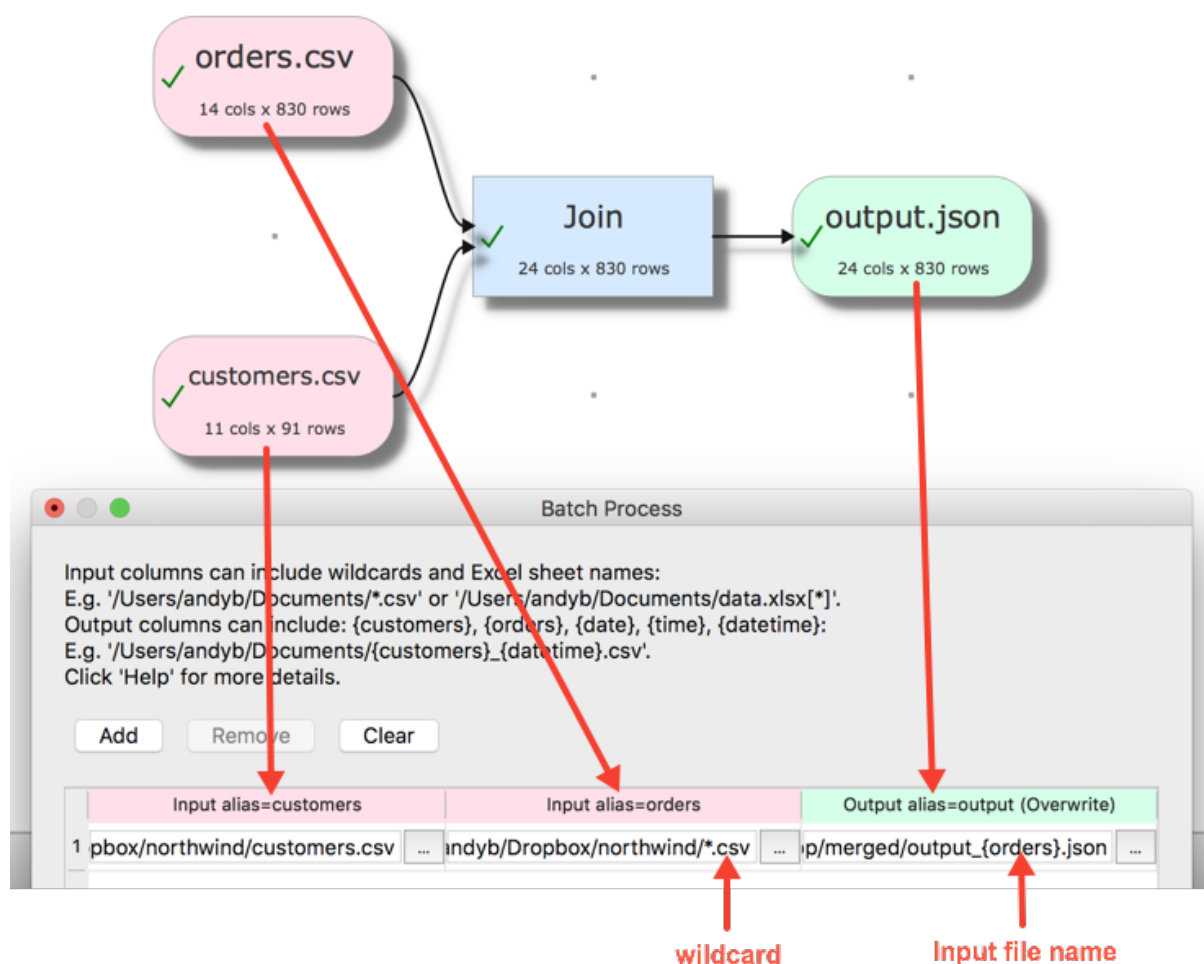 orders.csv
14 cols x 830 rows
Join
24 cols x 830 rows
output.json
24 cols x 830 rows
customers.csv
11 cols x 91 rows
Batch Process
Input columns can include wildcards and Excel sheet names:
E.g. '/Users/andyb/Documents/*.csv' or '/Users/andyb/Documents/data.xlsx[*]'.
Output columns can include: {customers}, {orders}, {date}, {time}, {datetime}:
E.g. '/Users/andyb/Documents/{customers}_{datetime}.csv'.
Click 'Help' for more details.
Add Remove Clear
Input alias=customers Input alias=orders Output alias=output (Overwrite)
1 pbox/northwind/customers.csv ... andyb/Dropbox/northwind/*.csv ... p/merged/output_{orders}.json ...
wildcard Input file name